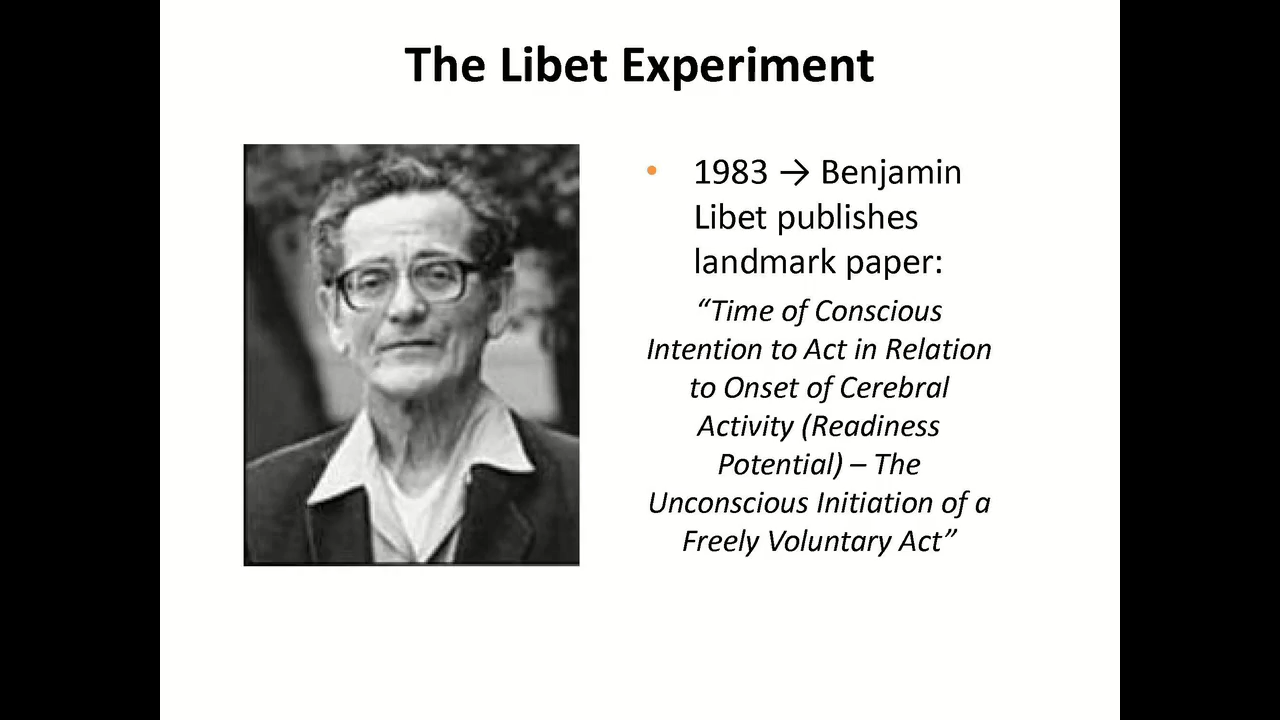 The Libet Experiment
• 1983 → Benjamin
Libet publishes
landmark paper:
“Time of Conscious
Intention to Act in Relation
to Onset of Cerebral
Activity (Readiness
Potential) – The
Unconscious Initiation of a
Freely Voluntary Act”